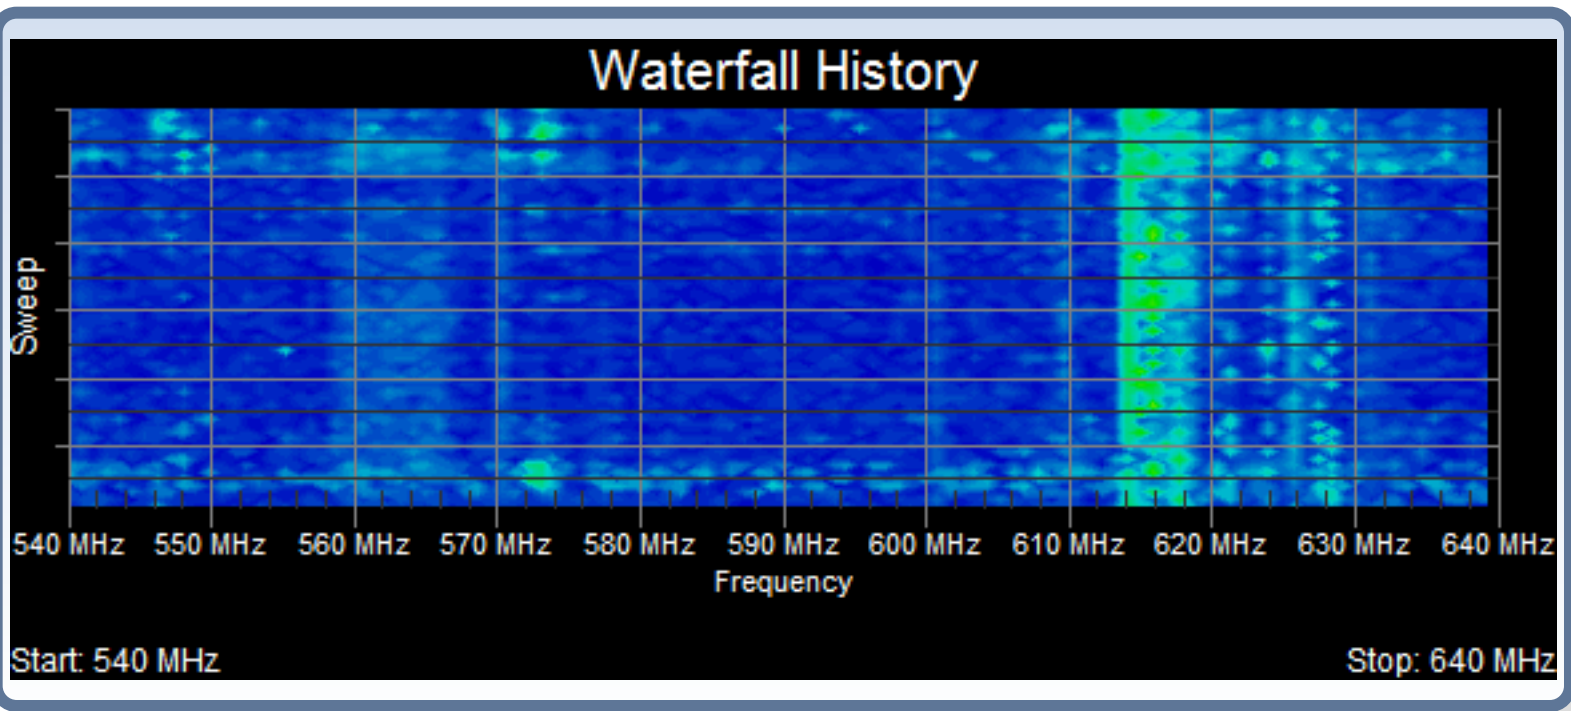 Waterfall History
Sweep
540 MHz 550 MHz 560 MHz 570 MHz 580 MHz 590 MHz 600 MHz 610 MHz 620 MHz 630 MHz 640 MHz
Frequency
Start: 540 MHz Stop: 640 MHz